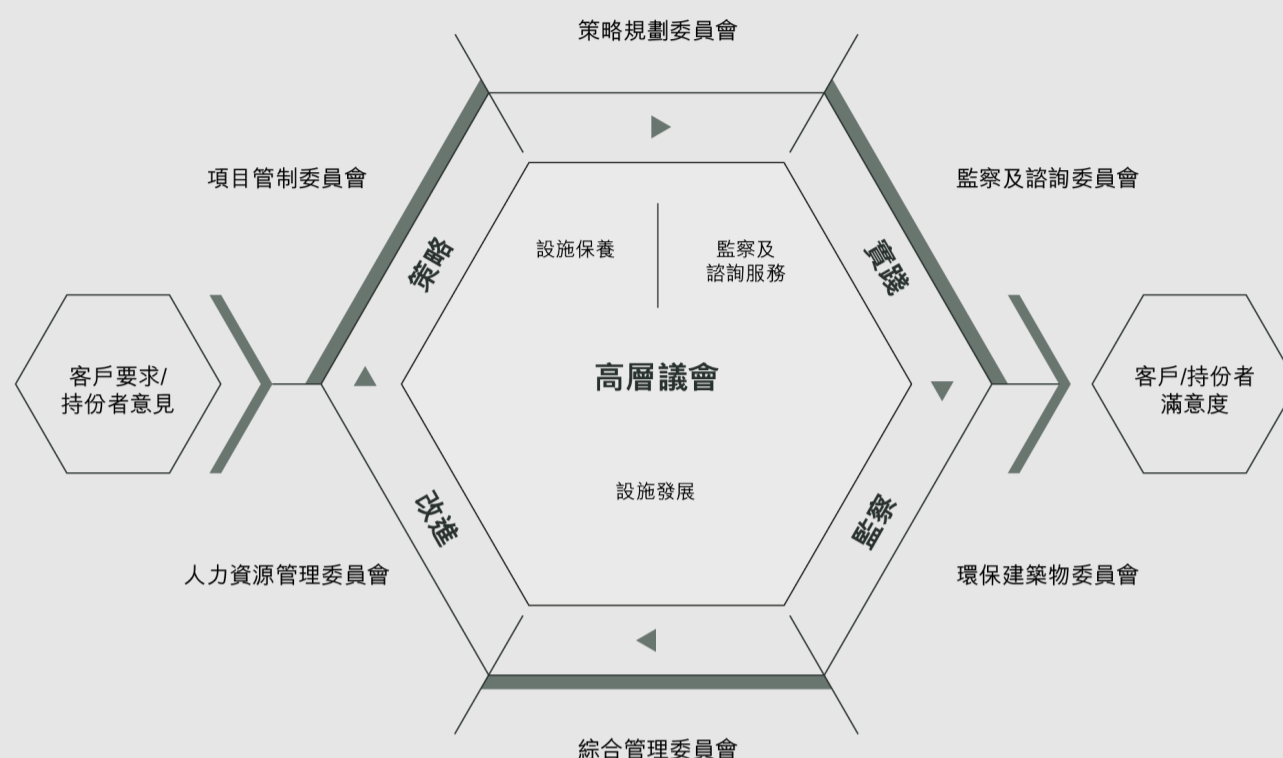 策略規劃委員會
項目管制委員會
監察及諮詢委員會
策略
實踐
設施保養
監察及
諮詢服務
客戶要求/
持份者意見
高層議會
客戶/持份者
滿意度
設施發展
改進
監察
人力資源管理委員會
環保建築物委員會
綜合管理委員會